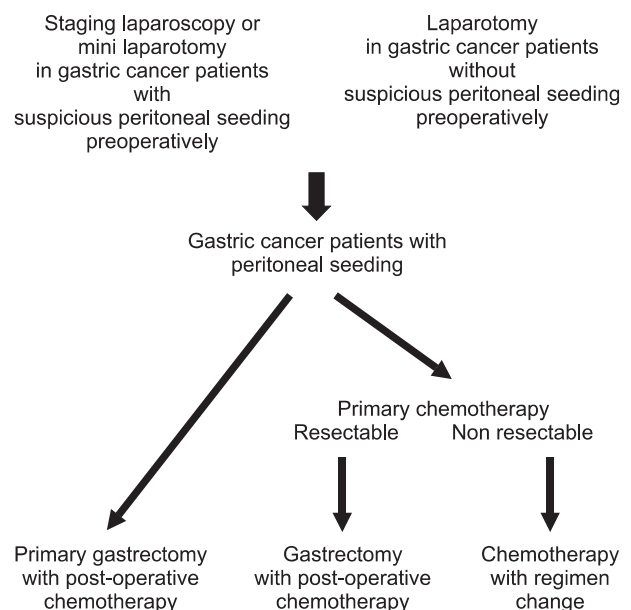 Staging laparoscopy or
mini laparotomy
in gastric cancer patients
with
suspicious peritoneal seeding
preoperatively
Laparotomy
in gastric cancer patients
without
suspicious peritoneal seeding
preoperatively
Gastric cancer patients with
peritoneal seeding
Primary chemotherapy
Resectable
Non resectable
Primary gastrectomy
with post-operative
chemotherapy
Gastrectomy
with post-operative
chemotherapy
Chemotherapy
with regimen
change